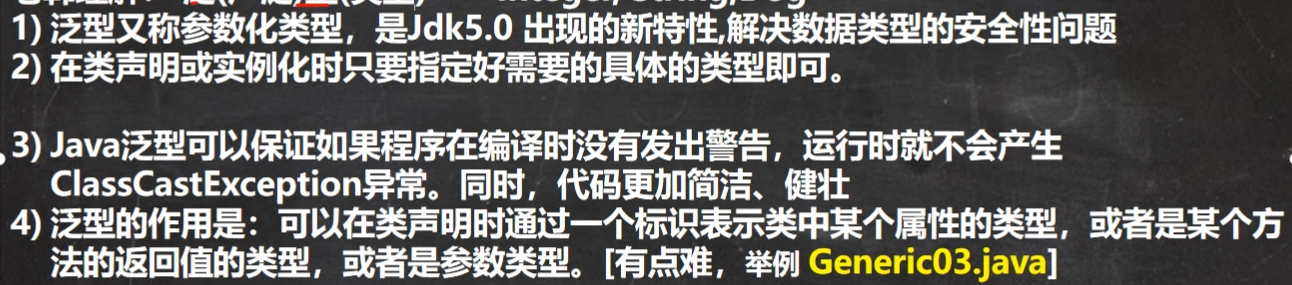 Integer, String, Dog
1) 泛型又称参数化类型，是Jdk5.0 出现的新特性,解决数据类型的安全性问题
2) 在类声明或实例化时只要指定好需要的具体的类型即可。
3) Java泛型可以保证如果程序在编译时没有发出警告，运行时就不会产生
ClassCastException异常。同时，代码更加简洁、健壮
4) 泛型的作用是：可以在类声明时通过一个标识表示类中某个属性的类型，或者是某个方
法的返回值的类型，或者是参数类型。[有点难，举例 Generic03.java]